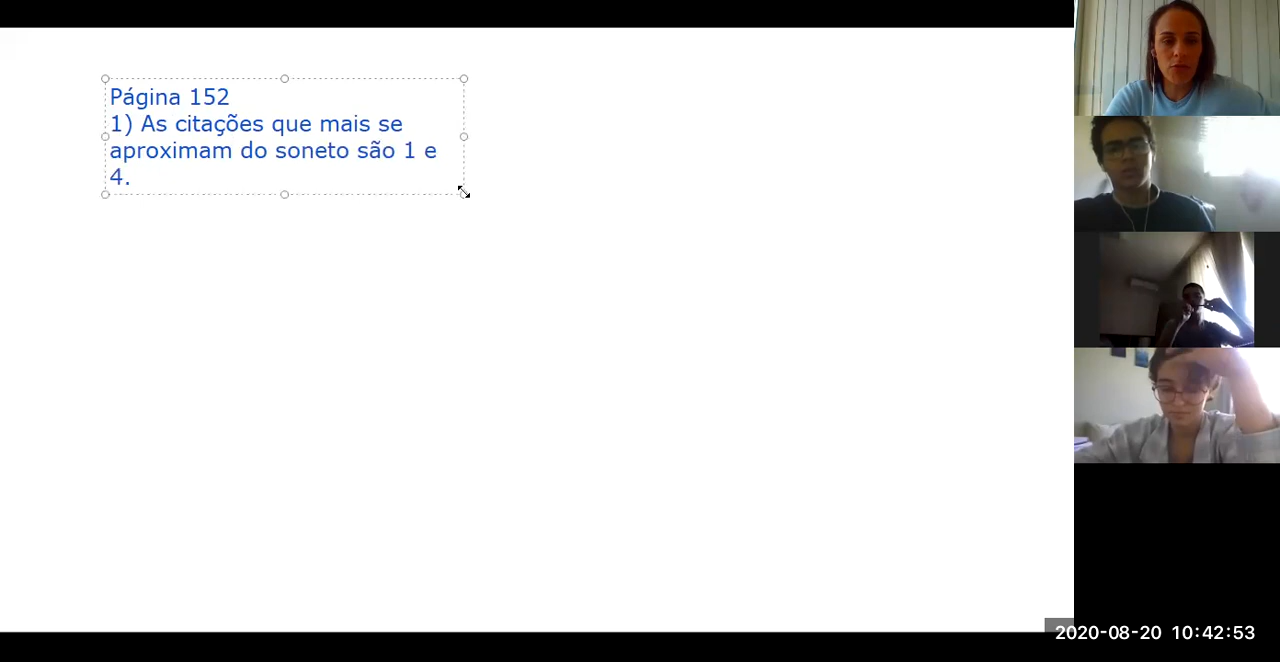 Página 152
1) As citações que mais se
aproximam do soneto são 1 e
4.
2020-08-20 10:42:53